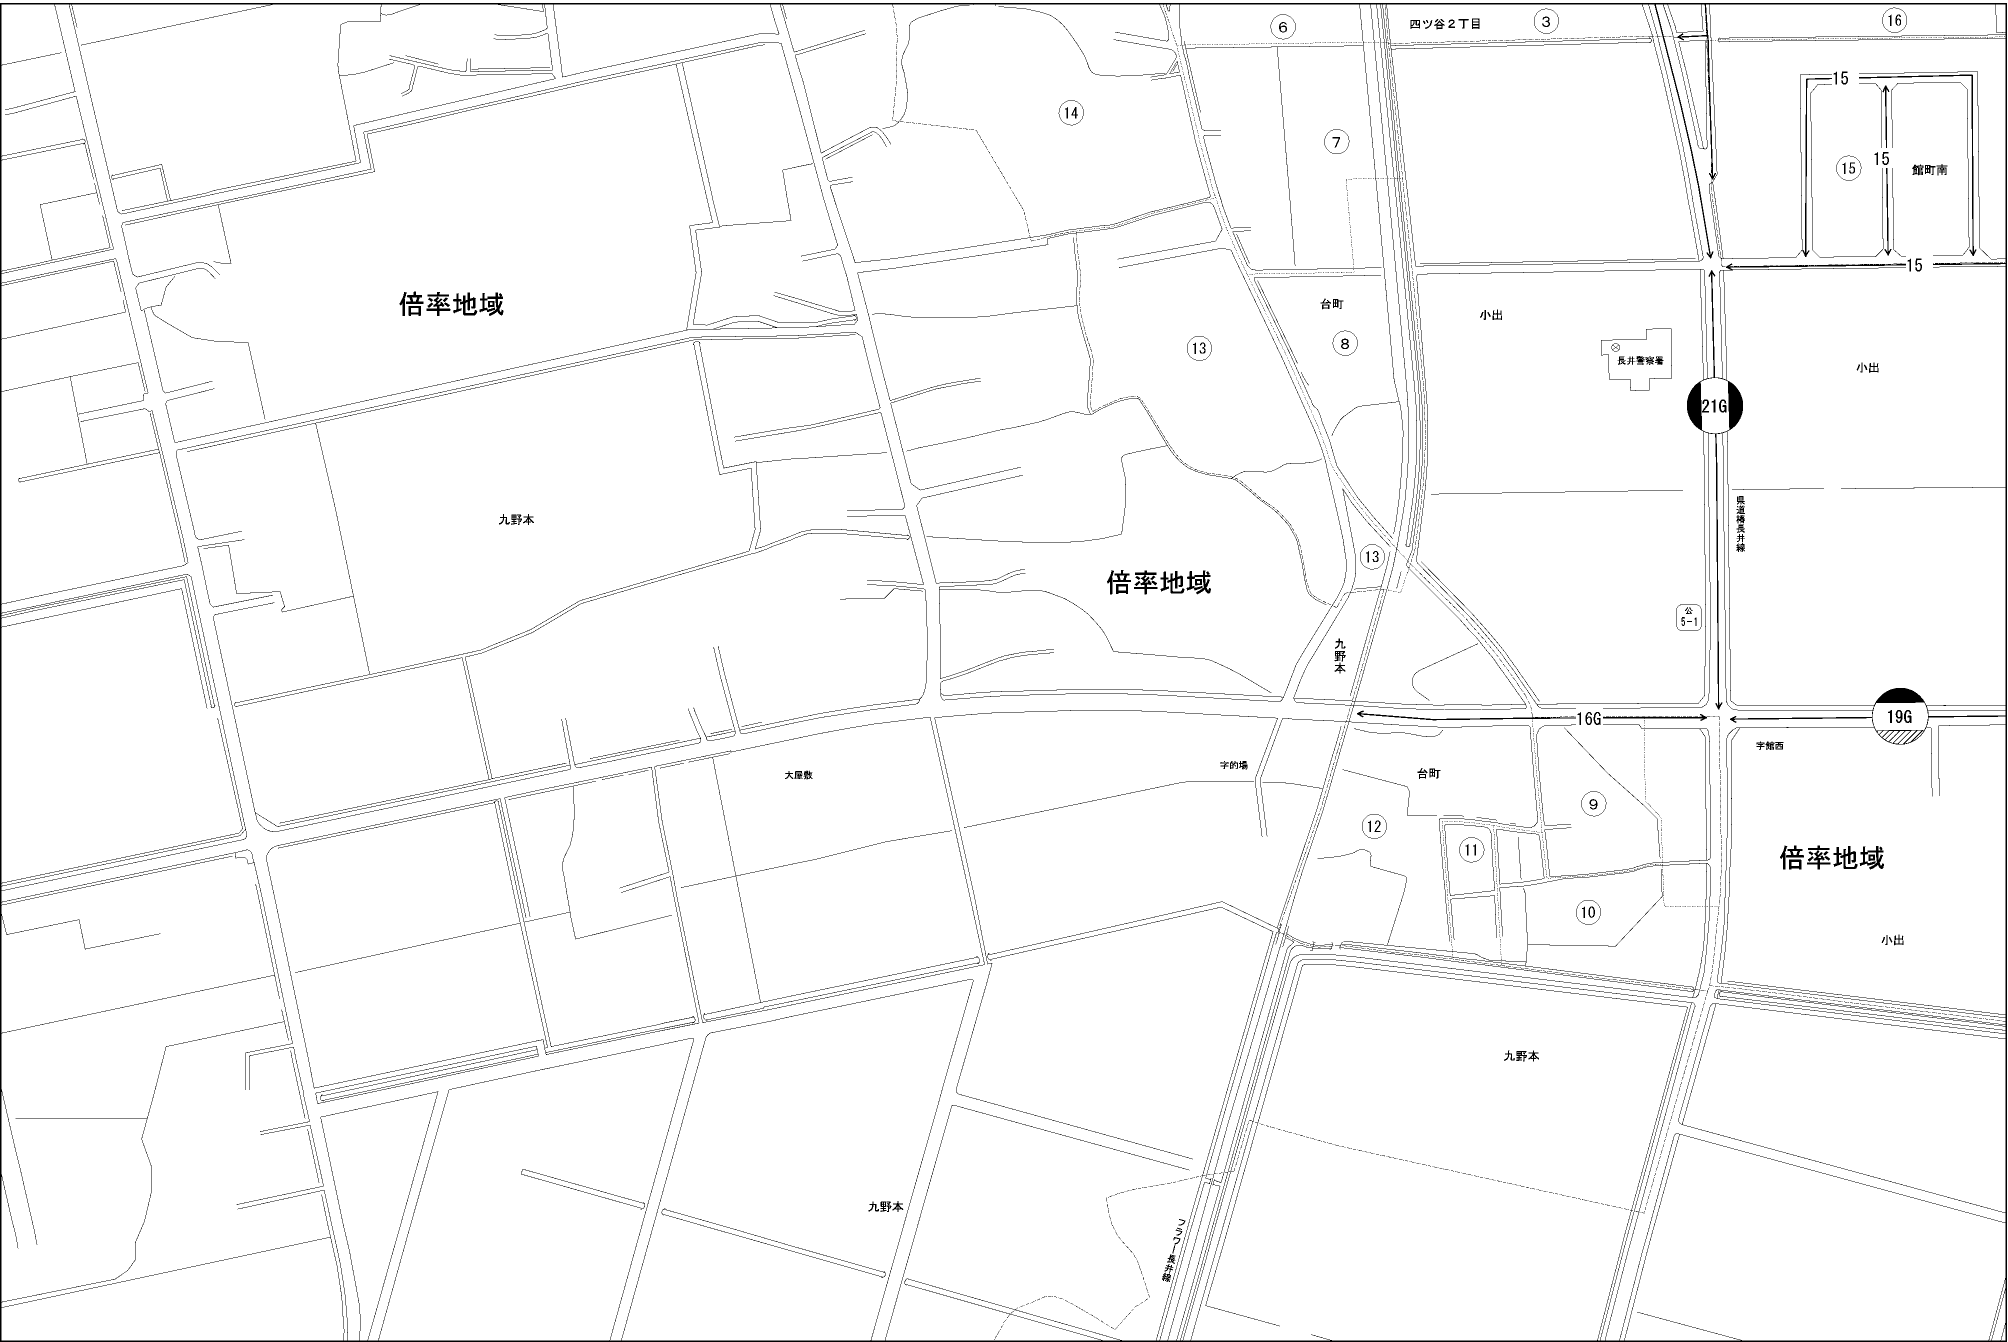 ⑥
四ツ谷２丁目
③
⑯
15
⑭
⑦
⑮
15
館町南
15
倍率地域
台町
小出
⑬
⑧
長井警察署
小出
21G
九野本
県道椿長井線
⑬
倍率地域
公
5-1
九野本
16G
19G
字館西
字的場
大屋敷
台町
⑨
⑫
⑪
倍率地域
⑩
小出
九野本
九野本
フラワー長井線